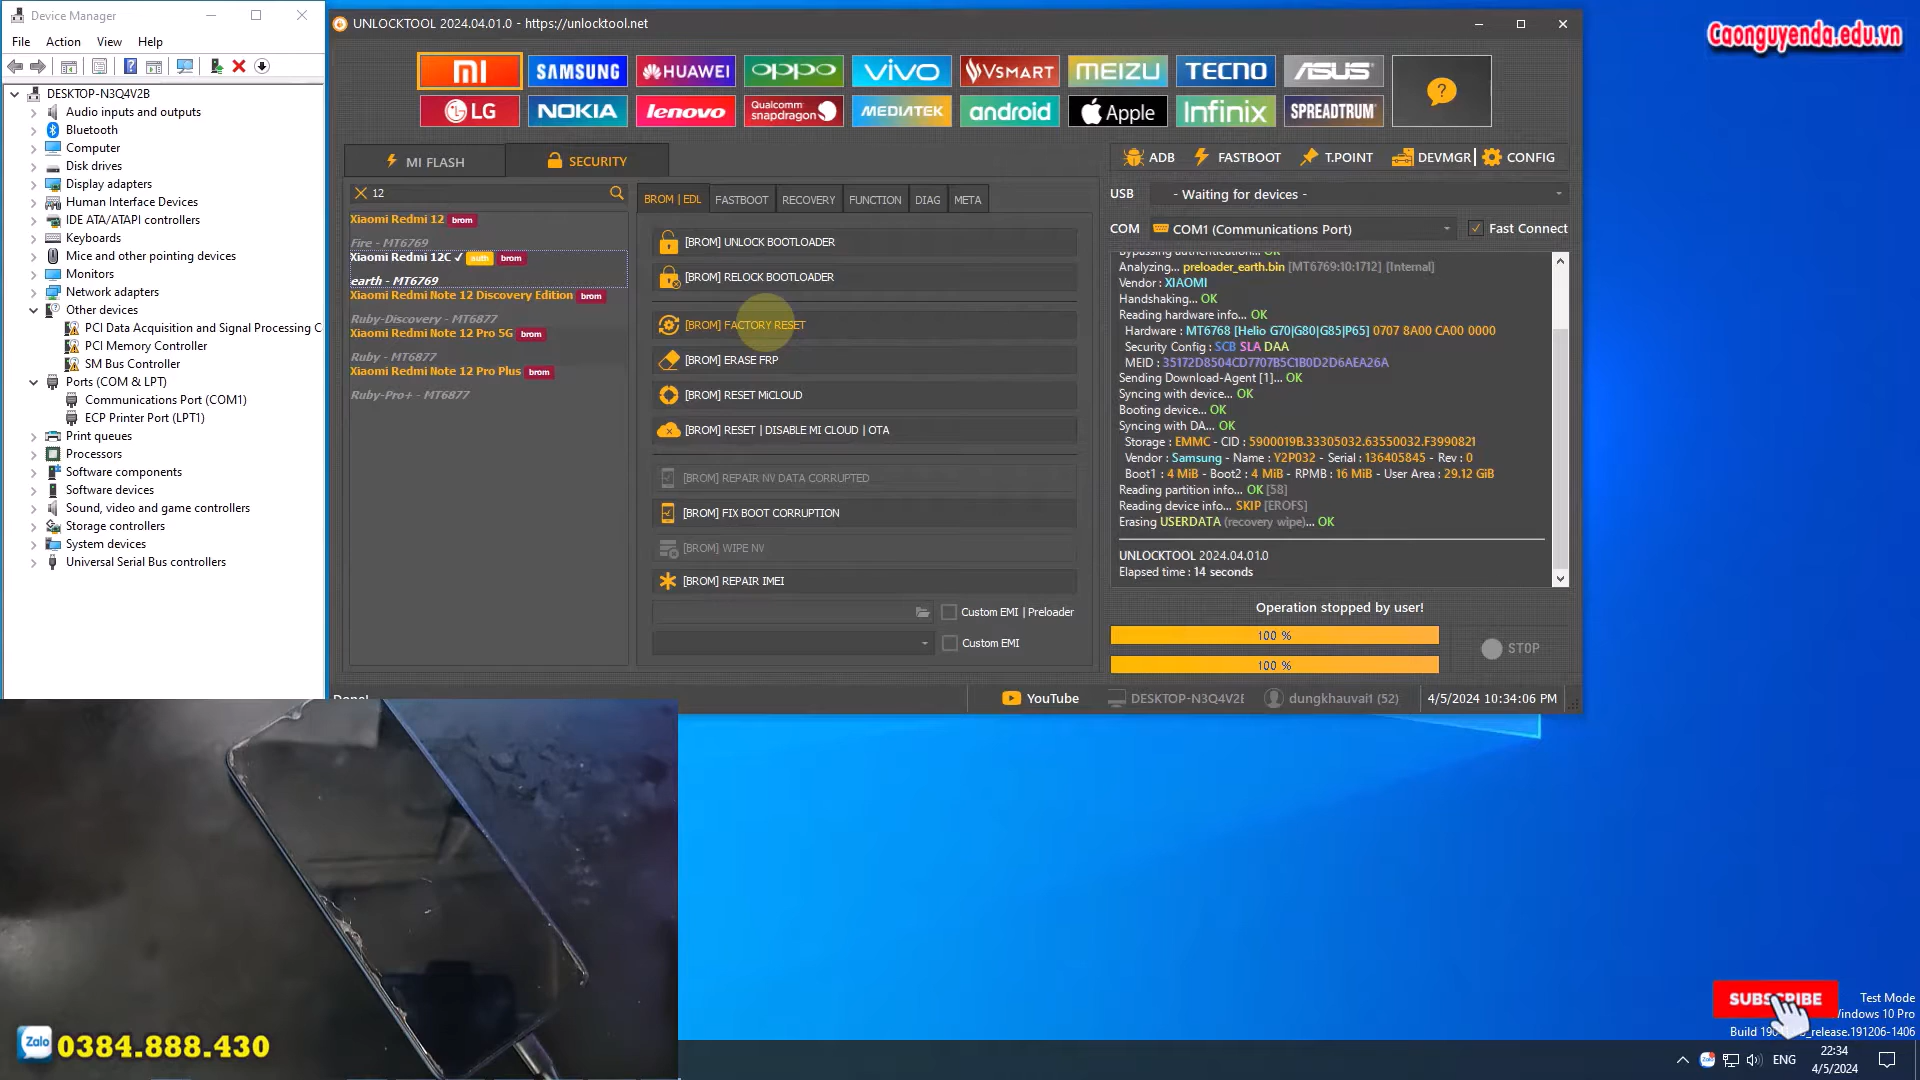 Device Manager
File Action View Help
DESKTOP-N3Q4V2B
Audio inputs and outputs
Bluetooth
Computer
Disk drives
Display adapters
Human Interface Devices
IDE ATA/ATAPI controllers
Keyboards
Mice and other pointing devices
Monitors
Network adapters
Other devices
PCI Data Acquisition and Signal Processing C
PCI Memory Controller
SM Bus Controller
Ports (COM & LPT)
Communications Port (COM1)
ECP Printer Port (LPT1)
Print queues
Processors
Software components
Software devices
Sound, video and game controllers
Storage controllers
System devices
Universal Serial Bus controllers
UNLOCKTOOL 2024.04.01.0 - https://unlocktool.net
MI SAMSUNG HUAWEI oppo vivo VSMART MEIZU TECNO ASUS
LG NOKIA lenovo Qualcomm snapdragon MEDIATEK android Apple Infinix SPREADTRUM
MI FLASH SECURITY
12
Xiaomi Redmi 12 brom
Fire - MT6769
Xiaomi Redmi 12C ✓ auth brom
earth - MT6769
Xiaomi Redmi Note 12 Discovery Edition brom
Ruby-Discovery - MT6877
Xiaomi Redmi Note 12 Pro 5G brom
Ruby - MT6877
Xiaomi Redmi Note 12 Pro Plus brom
Ruby-Pro+ - MT6877
BROM | EDL FASTBOOT RECOVERY FUNCTION DIAG META
[BROM] UNLOCK BOOTLOADER
[BROM] RELOCK BOOTLOADER
[BROM] FACTORY RESET
[BROM] ERASE FRP
[BROM] RESET MiCLOUD
[BROM] RESET | DISABLE MI CLOUD | OTA
[BROM] REPAIR NV DATA CORRUPTED
[BROM] FIX BOOT CORRUPTION
[BROM] WIPE NV
[BROM] REPAIR IMEI
Custom EMI | Preloader
Custom EMI
ADB FASTBOOT T.POINT DEVMGR CONFIG
USB - Waiting for devices -
COM COM1 (Communications Port) Fast Connect
Bypassing authentication... OK
Analyzing... preloader_earth.bin [MT6769:10:1712] [Internal]
Vendor : XIAOMI
Handshaking... OK
Reading hardware info... OK
Hardware : MT6768 [Helio G70|G80|G85|P65] 0707 8A00 CA00 0000
Security Config : SCB SLA DAA
MEID : 35172D8504CD7707B5C1B0D2D6AEA26A
Sending Download-Agent [1]... OK
Syncing with device... OK
Booting device... OK
Syncing with DA... OK
Storage : EMMC - CID : 5900019B.33305032.63550032.F3990821
Vendor : Samsung - Name : Y2P032 - Serial : 136405845 - Rev : 0
Boot1 : 4 MiB - Boot2 : 4 MiB - RPMB : 16 MiB - User Area : 29.12 GiB
Reading partition info... OK [58]
Reading device info... SKIP [EROFS]
Erasing USERDATA (recovery wipe)... OK
UNLOCKTOOL 2024.04.01.0
Elapsed time : 14 seconds
Operation stopped by user!
100 %
100 %
STOP
Done!
YouTube DESKTOP-N3Q4V2B dungkhauvai1 (52) 4/5/2024 10:34:06 PM
Caonguyenda.edu.vn
Zalo 0384.888.430
SUBSCRIBE
Test Mode
Windows 10 Pro
_release.191206-1406
ENG
22:34
4/5/2024